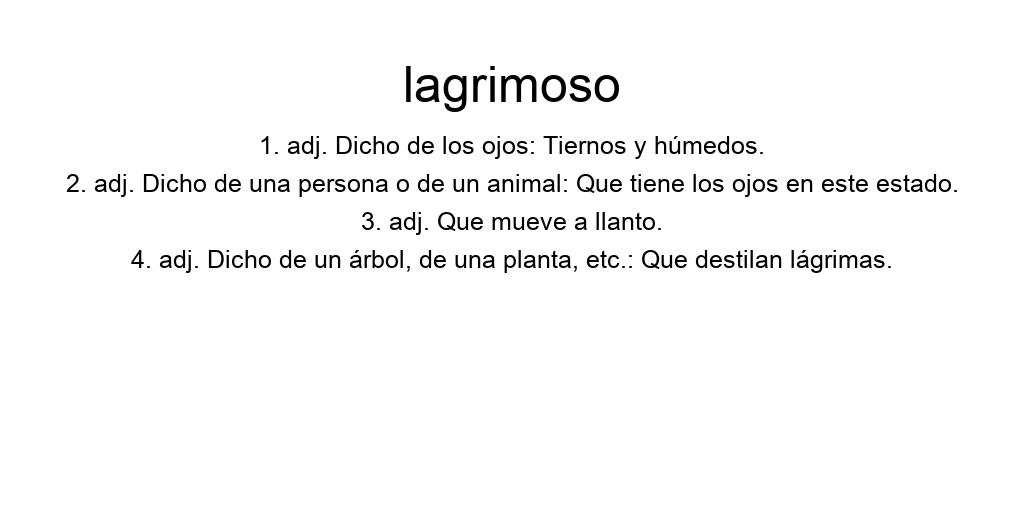 lagrimoso
1. adj. Dicho de los ojos: Tiernos y húmedos.
2. adj. Dicho de una persona o de un animal: Que tiene los ojos en este estado.
3. adj. Que mueve a llanto.
4. adj. Dicho de un árbol, de una planta, etc.: Que destilan lágrimas.